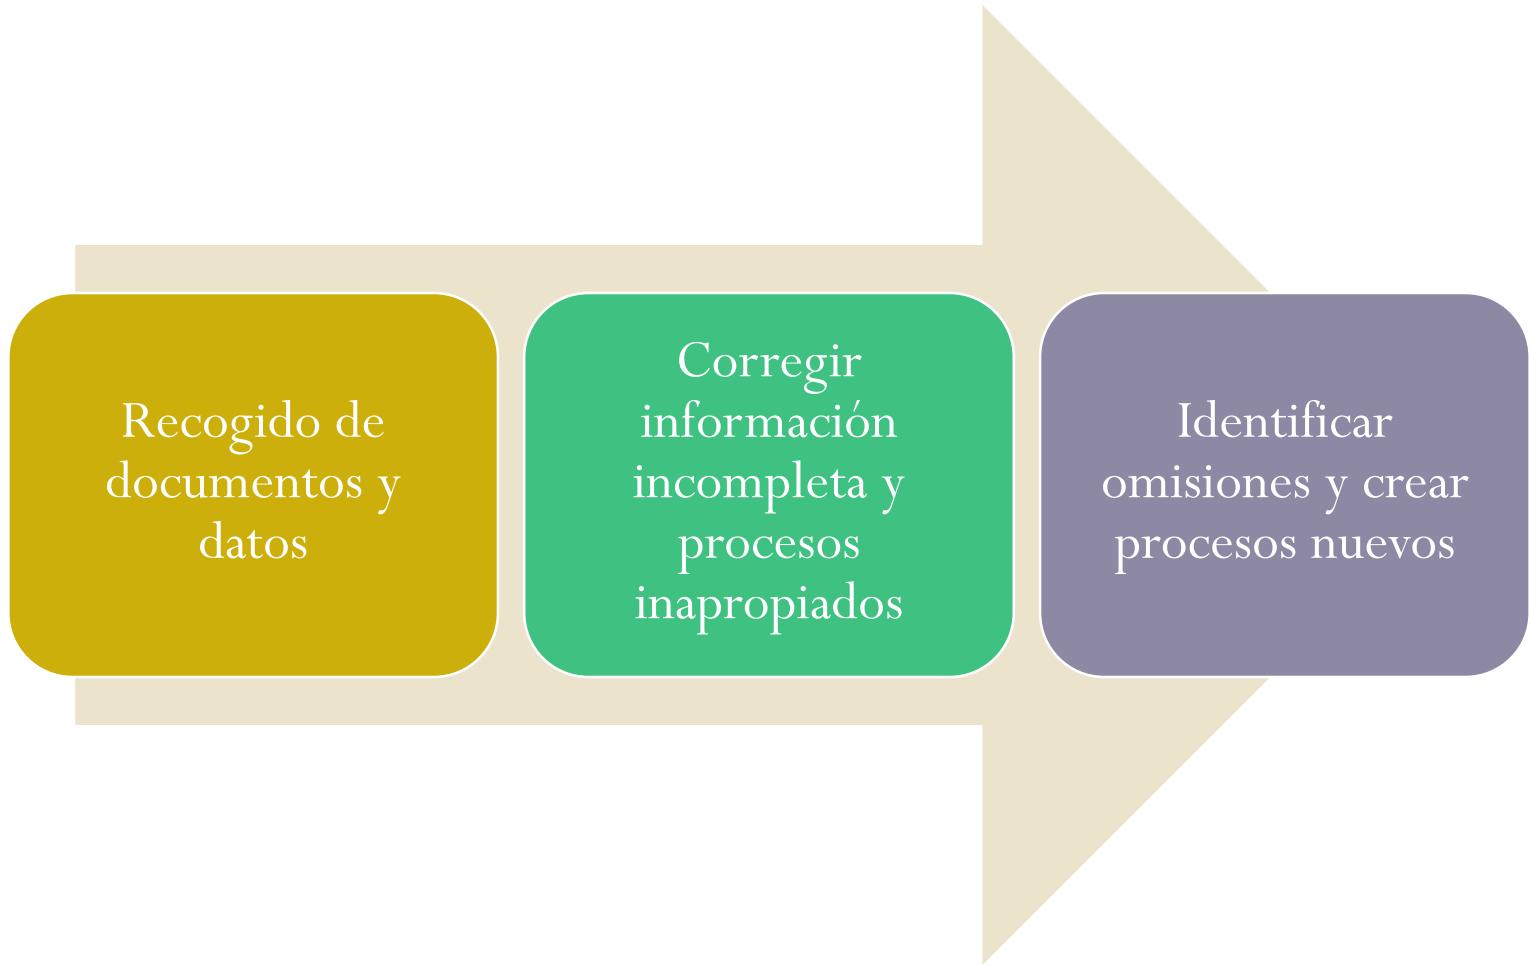 Recogido de
documentos y
datos
Corregir
información
incompleta y
procesos
inapropiados
Identificar
omisiones y crear
procesos nuevos